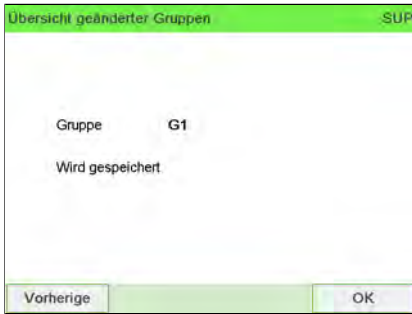 Übersicht geänderter Gruppen SUP
Gruppe G1
Wird gespeichert
Vorherige OK